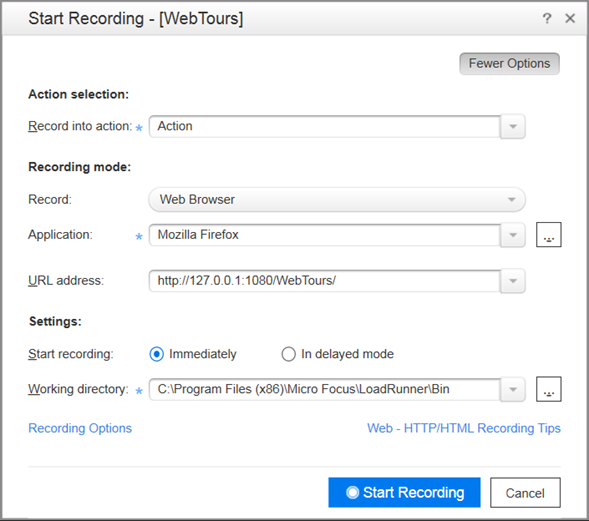 Start Recording - [WebTours] ? ×
Fewer Options
Action selection:
Record into action: * Action
Recording mode:
Record: Web Browser
Application: * Mozilla Firefox ...
URL address: http://127.0.0.1:1080/WebTours/
Settings:
Start recording: Immediately In delayed mode
Working directory: * C:\Program Files (x86)\Micro Focus\LoadRunner\Bin ...
Recording Options Web - HTTP/HTML Recording Tips
Start Recording Cancel